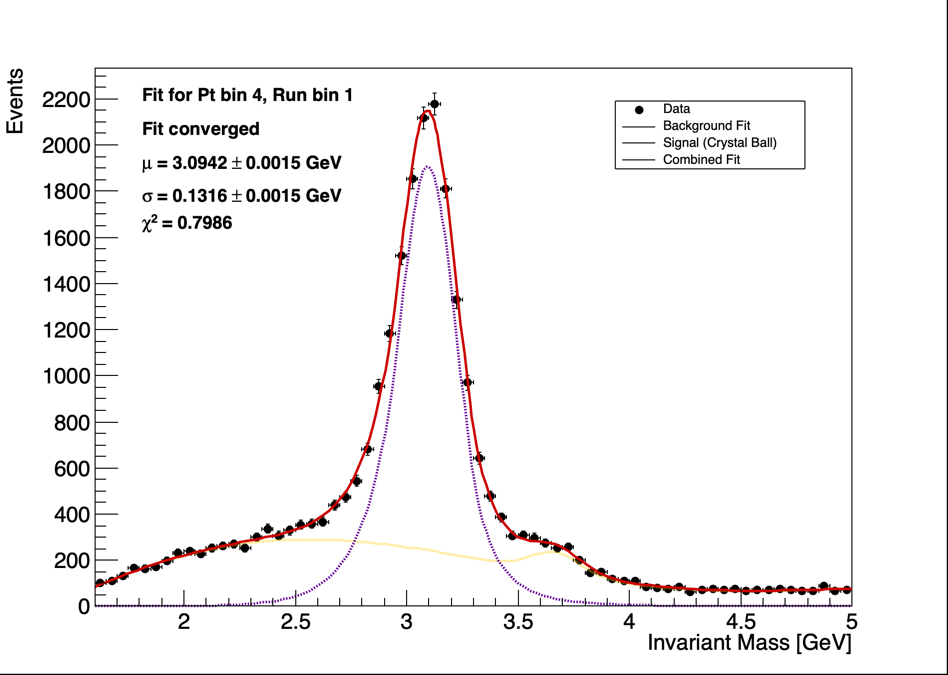 Events
Fit for Pt bin 4, Run bin 1
Fit converged
μ = 3.0942 ± 0.0015 GeV
σ = 0.1316 ± 0.0015 GeV
χ² = 0.7986
Data
Background Fit
Signal (Crystal Ball)
Combined Fit
2200
2000
1800
1600
1400
1200
1000
800
600
400
200
0
2 2.5 3 3.5 4 4.5 5
Invariant Mass [GeV]